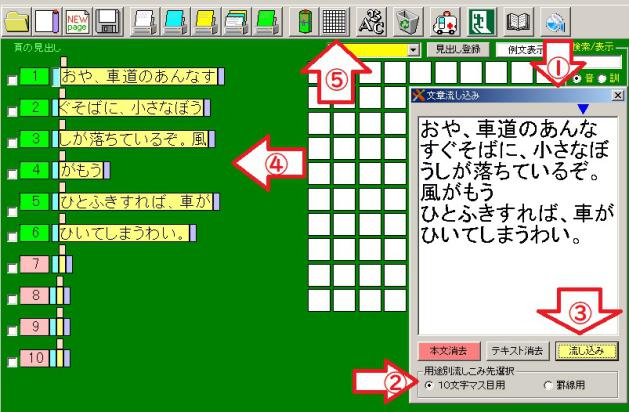 NEW
page
頁の見出し
見出し登録
例文表示
検索/表示
音
訓
①
⑤
④
③
②
1 おや、車道のあんなす
2 ぐそばに、小さなぼう
3 しが落ちているぞ。風
4 がもう
5 ひとふきすれば、車が
6 ひいてしまうわい。
7
8
9
10
文章流し込み
おや、車道のあんな
すぐそばに、小さなぼ
うしが落ちているぞ。
風がもう
ひとふきすれば、車が
ひいてしまうわい。
本文消去
テキスト消去
流し込み
用途別流しこみ先選択
10文字マス目用
罫線用